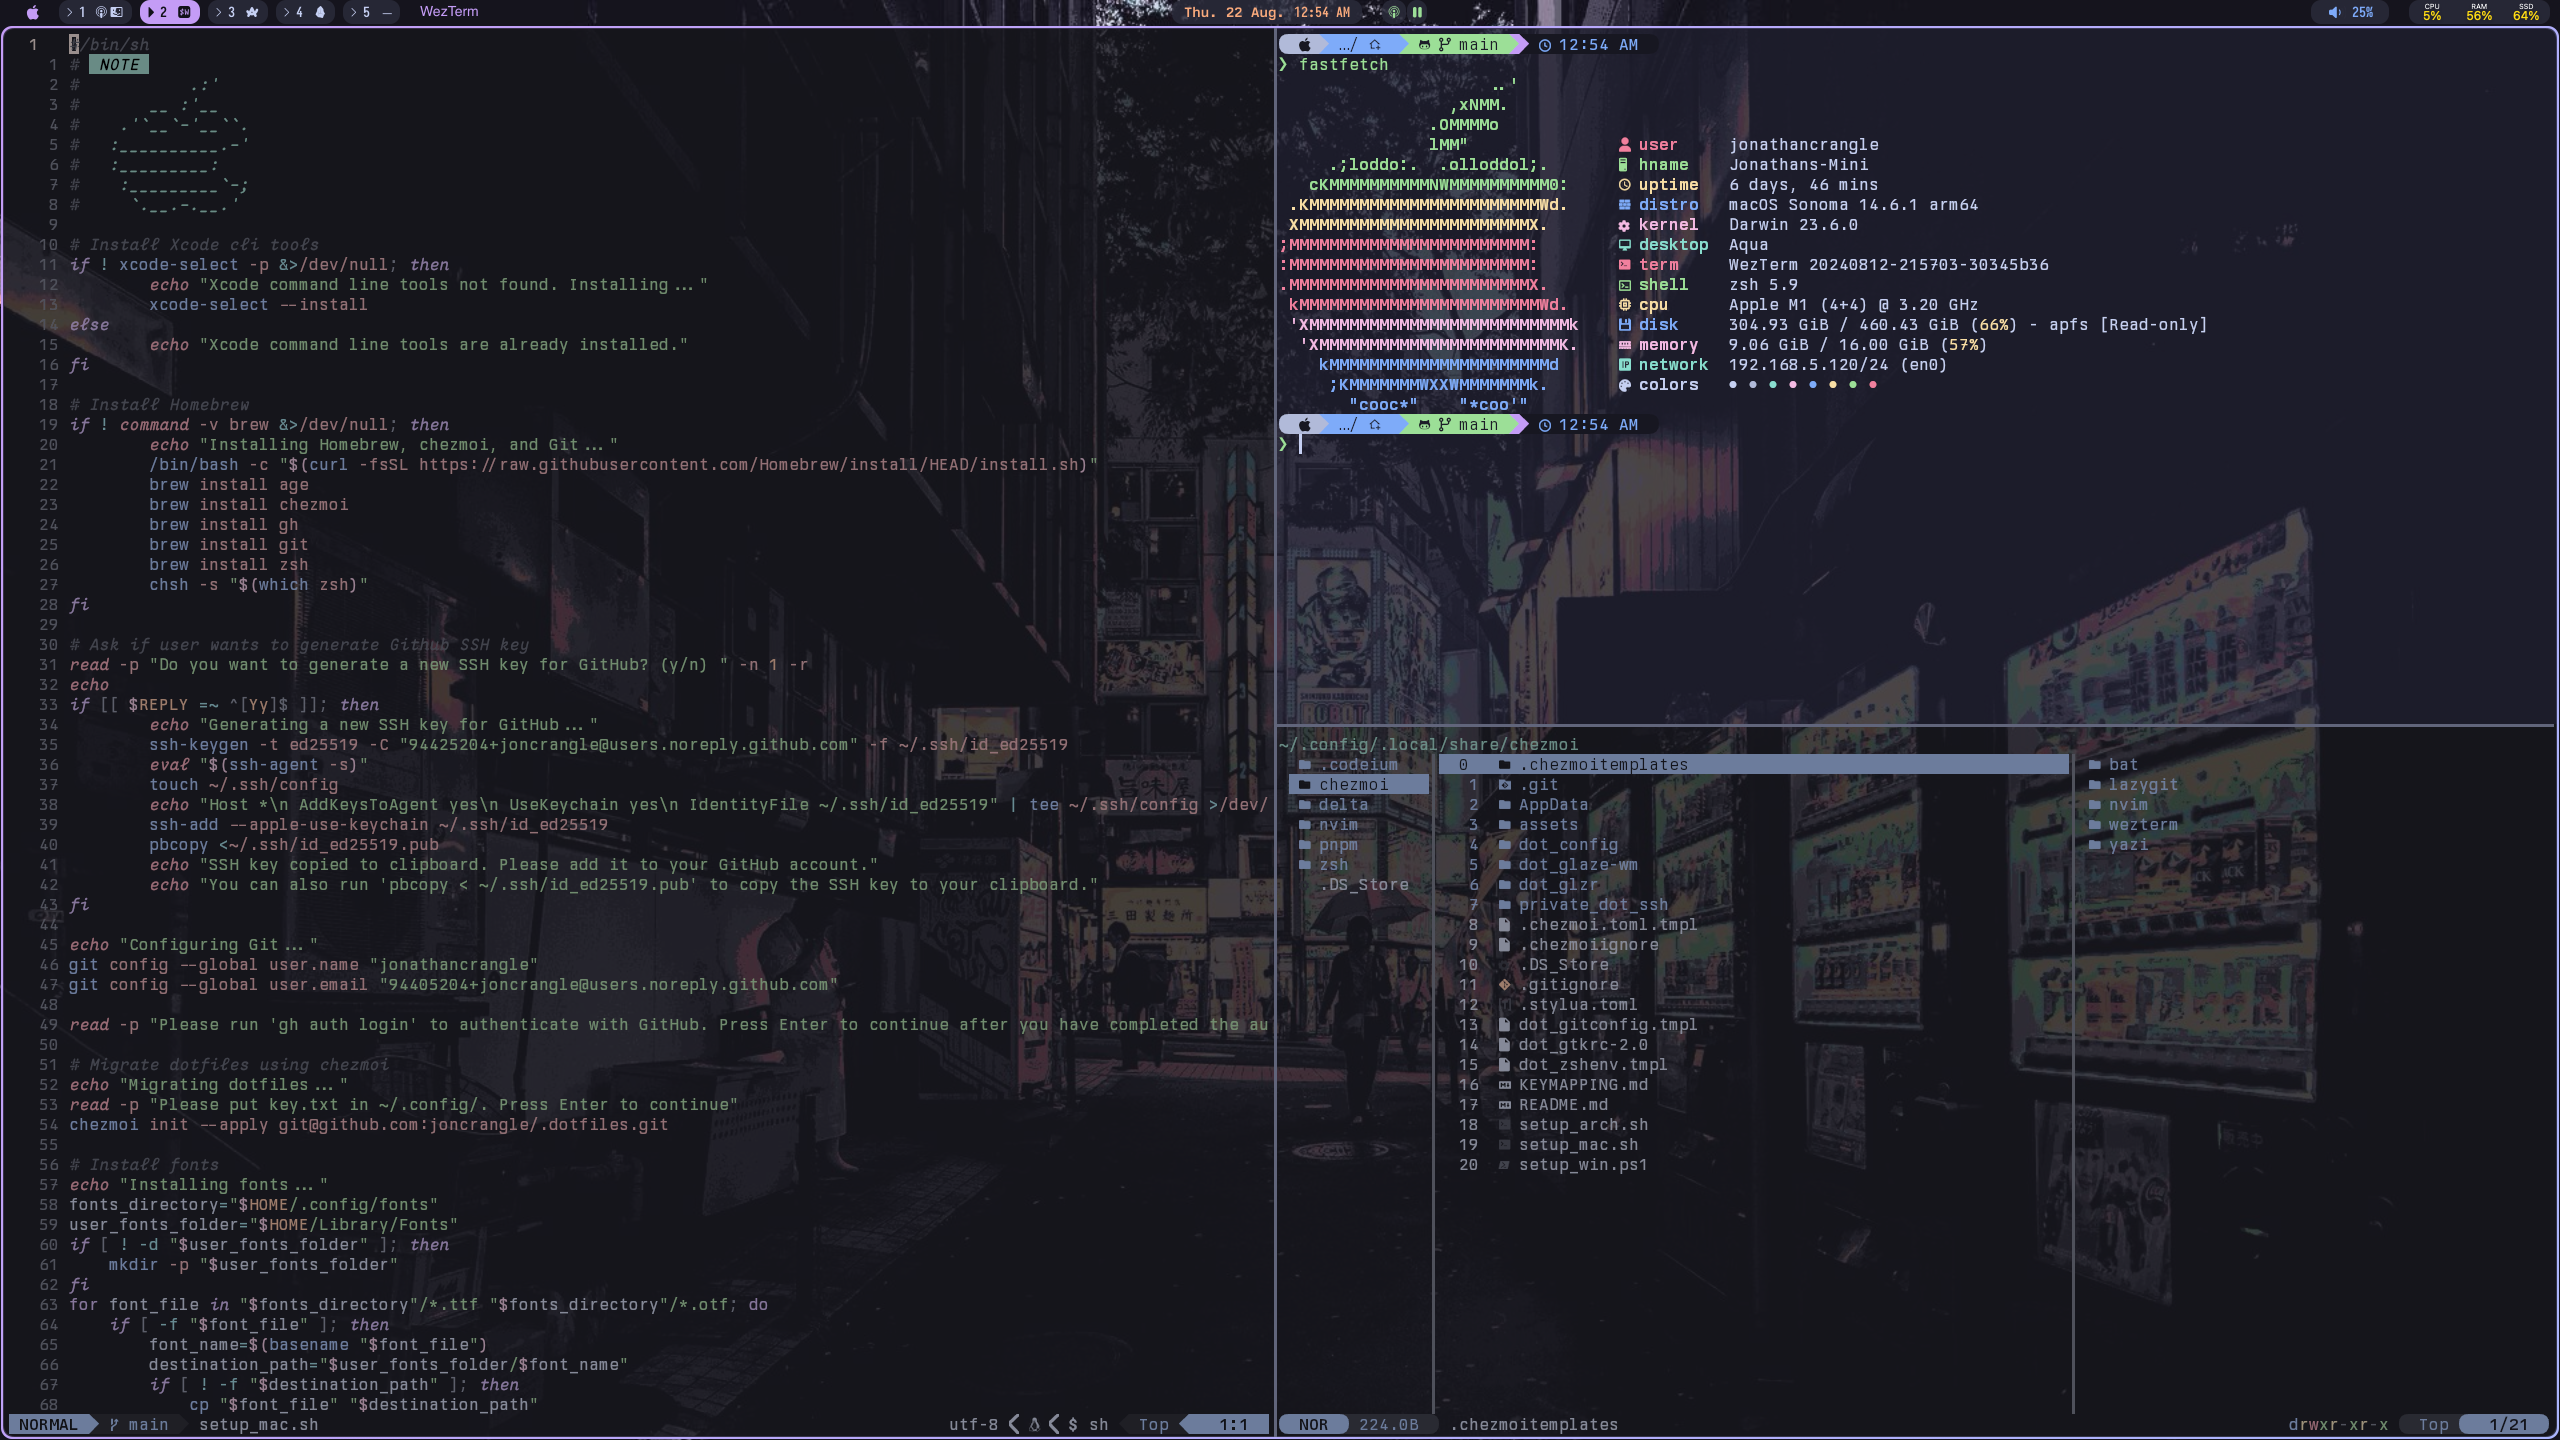 1 2 3 4 5 — WezTerm
Thu. 22 Aug. 12:54 AM
25% CPU 5% RAM 56% SSD 64%
1 #/bin/sh
1 # NOTE
2 # .:'
3 # __ :'__
4 # .'`__`-'__``.
5 # :__________.-'
6 # :_________:
7 # :_________`-;
8 # `.__.-.__.'
9
10 # Install Xcode cli tools
11 if ! xcode-select -p &>/dev/null; then
12 echo "Xcode command line tools not found. Installing..."
13 xcode-select --install
14 else
15 echo "Xcode command line tools are already installed."
16 fi
17
18 # Install Homebrew
19 if ! command -v brew &>/dev/null; then
20 echo "Installing Homebrew, chezmoi, and Git..."
21 /bin/bash -c "$(curl -fsSL https://raw.githubusercontent.com/Homebrew/install/HEAD/install.sh)"
22 brew install age
23 brew install chezmoi
24 brew install gh
25 brew install git
26 brew install zsh
27 chsh -s "$(which zsh)"
28 fi
29
30 # Ask if user wants to generate Github SSH key
31 read -p "Do you want to generate a new SSH key for GitHub? (y/n) " -n 1 -r
32 echo
33 if [[ $REPLY =~ ^[Yy]$ ]]; then
34 echo "Generating a new SSH key for GitHub..."
35 ssh-keygen -t ed25519 -C "94425204+joncrangle@users.noreply.github.com" -f ~/.ssh/id_ed25519
36 eval "$(ssh-agent -s)"
37 touch ~/.ssh/config
38 echo "Host *\n AddKeysToAgent yes\n UseKeychain yes\n IdentityFile ~/.ssh/id_ed25519" | tee ~/.ssh/config >/dev/
39 ssh-add --apple-use-keychain ~/.ssh/id_ed25519
40 pbcopy <~/.ssh/id_ed25519.pub
41 echo "SSH key copied to clipboard. Please add it to your GitHub account."
42 echo "You can also run 'pbcopy < ~/.ssh/id_ed25519.pub' to copy the SSH key to your clipboard."
43 fi
44
45 echo "Configuring Git..."
46 git config --global user.name "jonathancrangle"
47 git config --global user.email "94405204+joncrangle@users.noreply.github.com"
48
49 read -p "Please run 'gh auth login' to authenticate with GitHub. Press Enter to continue after you have completed the au
50
51 # Migrate dotfiles using chezmoi
52 echo "Migrating dotfiles..."
53 read -p "Please put key.txt in ~/.config/. Press Enter to continue"
54 chezmoi init --apply git@github.com:joncrangle/.dotfiles.git
55
56 # Install fonts
57 echo "Installing fonts..."
58 fonts_directory="$HOME/.config/fonts"
59 user_fonts_folder="$HOME/Library/Fonts"
60 if [ ! -d "$user_fonts_folder" ]; then
61 mkdir -p "$user_fonts_folder"
62 fi
63 for font_file in "$fonts_directory"/*.ttf "$fonts_directory"/*.otf; do
64 if [ -f "$font_file" ]; then
65 font_name=$(basename "$font_file")
66 destination_path="$user_fonts_folder/$font_name"
67 if [ ! -f "$destination_path" ]; then
68 cp "$font_file" "$destination_path"
NORMAL main setup_mac.sh utf-8 $ sh Top 1:1
…/ main 12:54 AM
❯ fastfetch
..'
,xNMM.
.OMMMMo
lMM"
.;loddo:. .olloddol;.
cKMMMMMMMMMMNWMMMMMMMMMM0:
.KMMMMMMMMMMMMMMMMMMMMMMMWd.
XMMMMMMMMMMMMMMMMMMMMMMMX.
;MMMMMMMMMMMMMMMMMMMMMMMM:
:MMMMMMMMMMMMMMMMMMMMMMMM:
.MMMMMMMMMMMMMMMMMMMMMMMMX.
kMMMMMMMMMMMMMMMMMMMMMMMMWd.
'XMMMMMMMMMMMMMMMMMMMMMMMMMMk
'XMMMMMMMMMMMMMMMMMMMMMMMMK.
kMMMMMMMMMMMMMMMMMMMMMMd
;KMMMMMMMWXXWMMMMMMMk.
"cooc*" "*coo'"
user jonathancrangle
hname Jonathans-Mini
uptime 6 days, 46 mins
distro macOS Sonoma 14.6.1 arm64
kernel Darwin 23.6.0
desktop Aqua
term WezTerm 20240812-215703-30345b36
shell zsh 5.9
cpu Apple M1 (4+4) @ 3.20 GHz
disk 304.93 GiB / 460.43 GiB (66%) - apfs [Read-only]
memory 9.06 GiB / 16.00 GiB (57%)
network 192.168.5.120/24 (en0)
colors ● ● ● ● ● ● ● ●
…/ main 12:54 AM
❯
~/.config/.local/share/chezmoi
.codeium
chezmoi
delta
nvim
pnpm
zsh
.DS_Store
0 .chezmoitemplates
1 .git
2 AppData
3 assets
4 dot_config
5 dot_glaze-wm
6 dot_glzr
7 private_dot_ssh
8 .chezmoi.toml.tmpl
9 .chezmoiignore
10 .DS_Store
11 .gitignore
12 .stylua.toml
13 dot_gitconfig.tmpl
14 dot_gtkrc-2.0
15 dot_zshenv.tmpl
16 KEYMAPPING.md
17 README.md
18 setup_arch.sh
19 setup_mac.sh
20 setup_win.ps1
bat
lazygit
nvim
wezterm
yazi
NOR 224.0B .chezmoitemplates drwxr-xr-x Top 1/21
ROBOT
旨味屋
三田製麺所